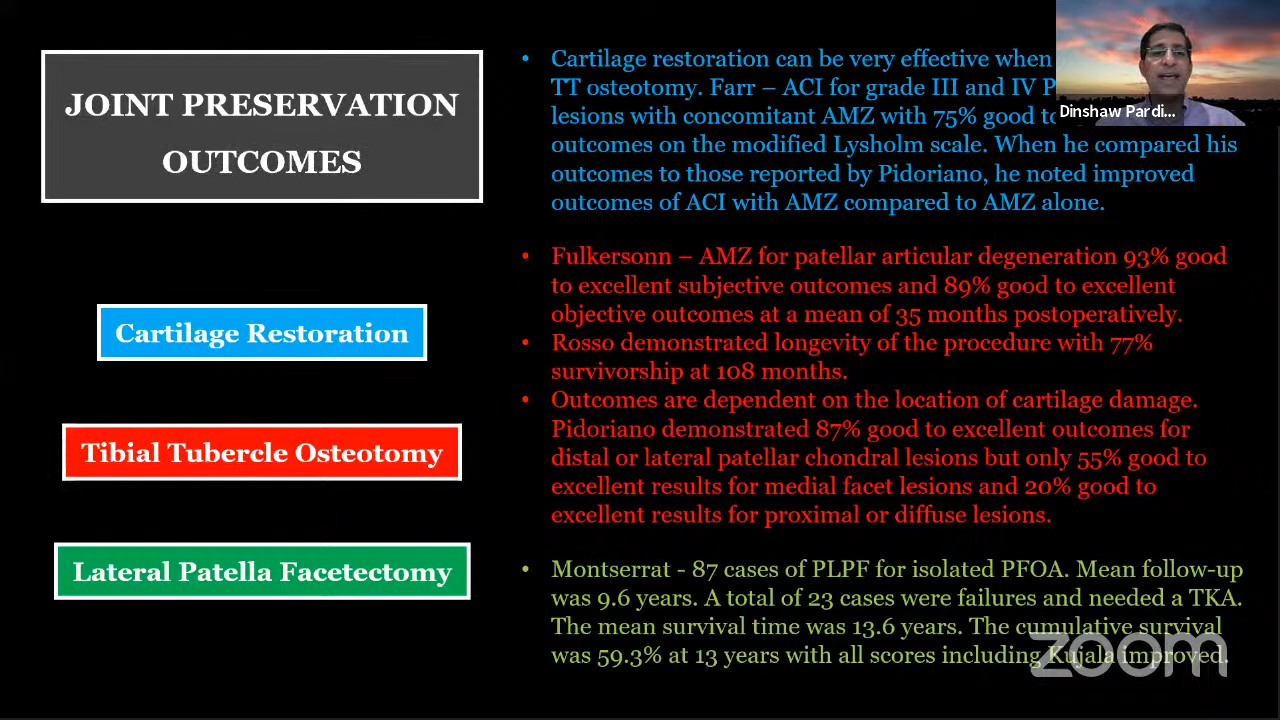 JOINT PRESERVATION
OUTCOMES
Cartilage Restoration
Tibial Tubercle Osteotomy
Lateral Patella Facetectomy
• Cartilage restoration can be very effective when
TT osteotomy. Farr – ACI for grade III and IV
lesions with concomitant AMZ with 75% good to
outcomes on the modified Lysholm scale. When he compared his
outcomes to those reported by Pidoriano, he noted improved
outcomes of ACI with AMZ compared to AMZ alone.
• Fulkersonn – AMZ for patellar articular degeneration 93% good
to excellent subjective outcomes and 89% good to excellent
objective outcomes at a mean of 35 months postoperatively.
• Rosso demonstrated longevity of the procedure with 77%
survivorship at 108 months.
• Outcomes are dependent on the location of cartilage damage.
Pidoriano demonstrated 87% good to excellent outcomes for
distal or lateral patellar chondral lesions but only 55% good to
excellent results for medial facet lesions and 20% good to
excellent results for proximal or diffuse lesions.
• Montserrat - 87 cases of PLPF for isolated PFOA. Mean follow-up
was 9.6 years. A total of 23 cases were failures and needed a TKA.
The mean survival time was 13.6 years. The cumulative survival
was 59.3% at 13 years with all scores including Kujala improved.
Dinshaw Pardi...
zoom